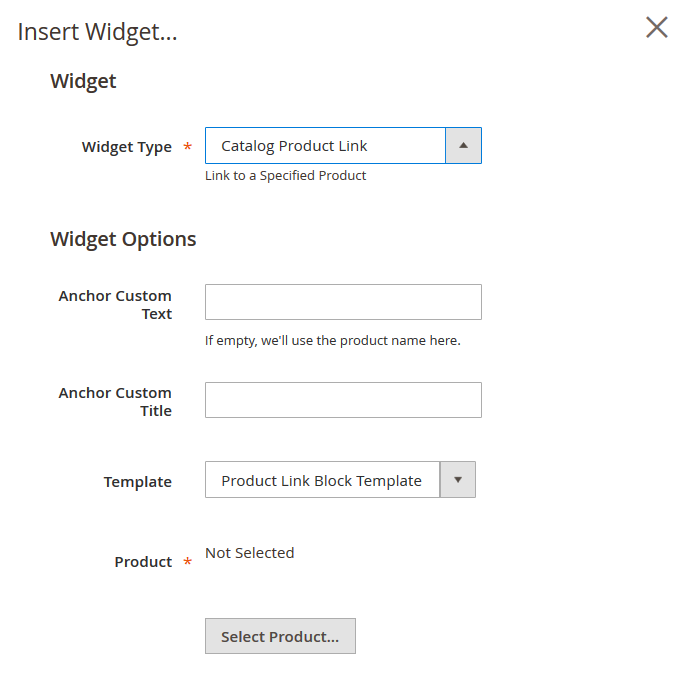 Insert Widget...
Widget
Widget Type *
Catalog Product Link
Link to a Specified Product
Widget Options
Anchor Custom
Text
If empty, we'll use the product name here.
Anchor Custom
Title
Template
Product Link Block Template
Product *
Not Selected
Select Product...